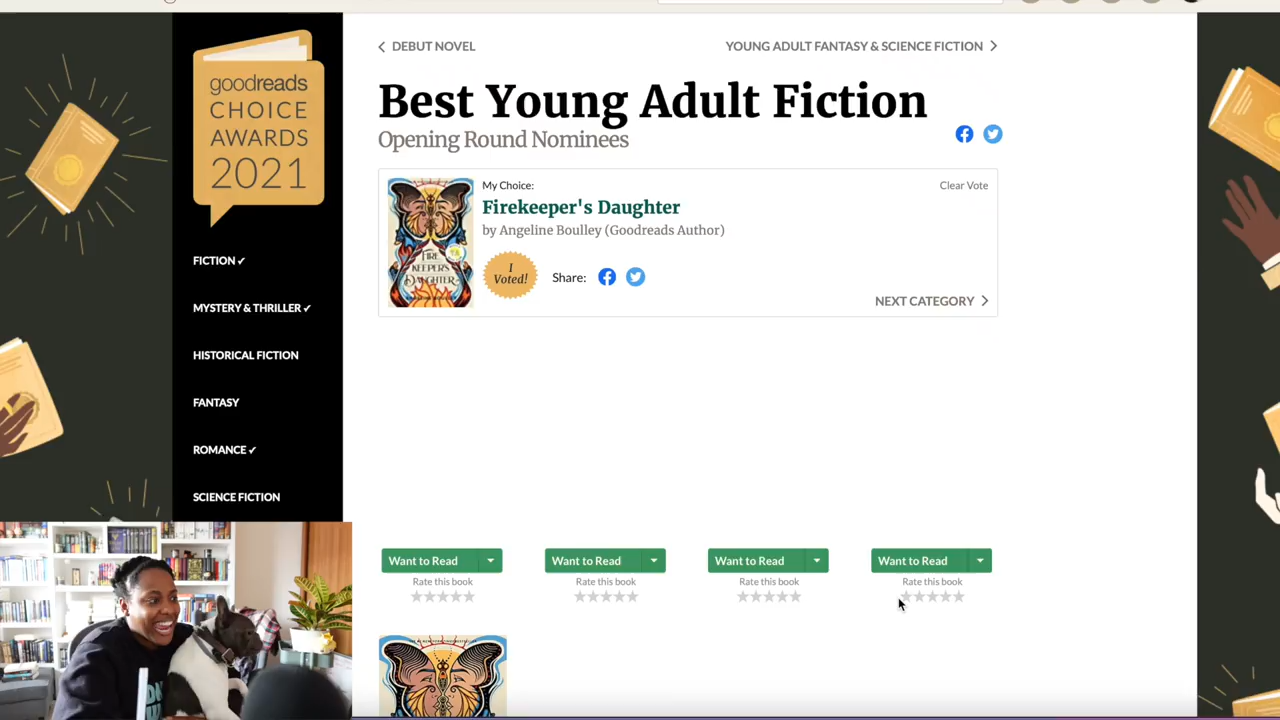 DEBUT NOVEL
YOUNG ADULT FANTASY & SCIENCE FICTION
goodreads
CHOICE
AWARDS
2021
Best Young Adult Fiction
Opening Round Nominees
My Choice:
Clear Vote
Firekeeper's Daughter
by Angeline Boulley (Goodreads Author)
FIRE
KEEPER'S
DAUGHTER
I
Voted!
Share:
NEXT CATEGORY
FICTION ✓
MYSTERY & THRILLER ✓
HISTORICAL FICTION
FANTASY
ROMANCE ✓
SCIENCE FICTION
Want to Read
Want to Read
Want to Read
Want to Read
Rate this book
Rate this book
Rate this book
Rate this book